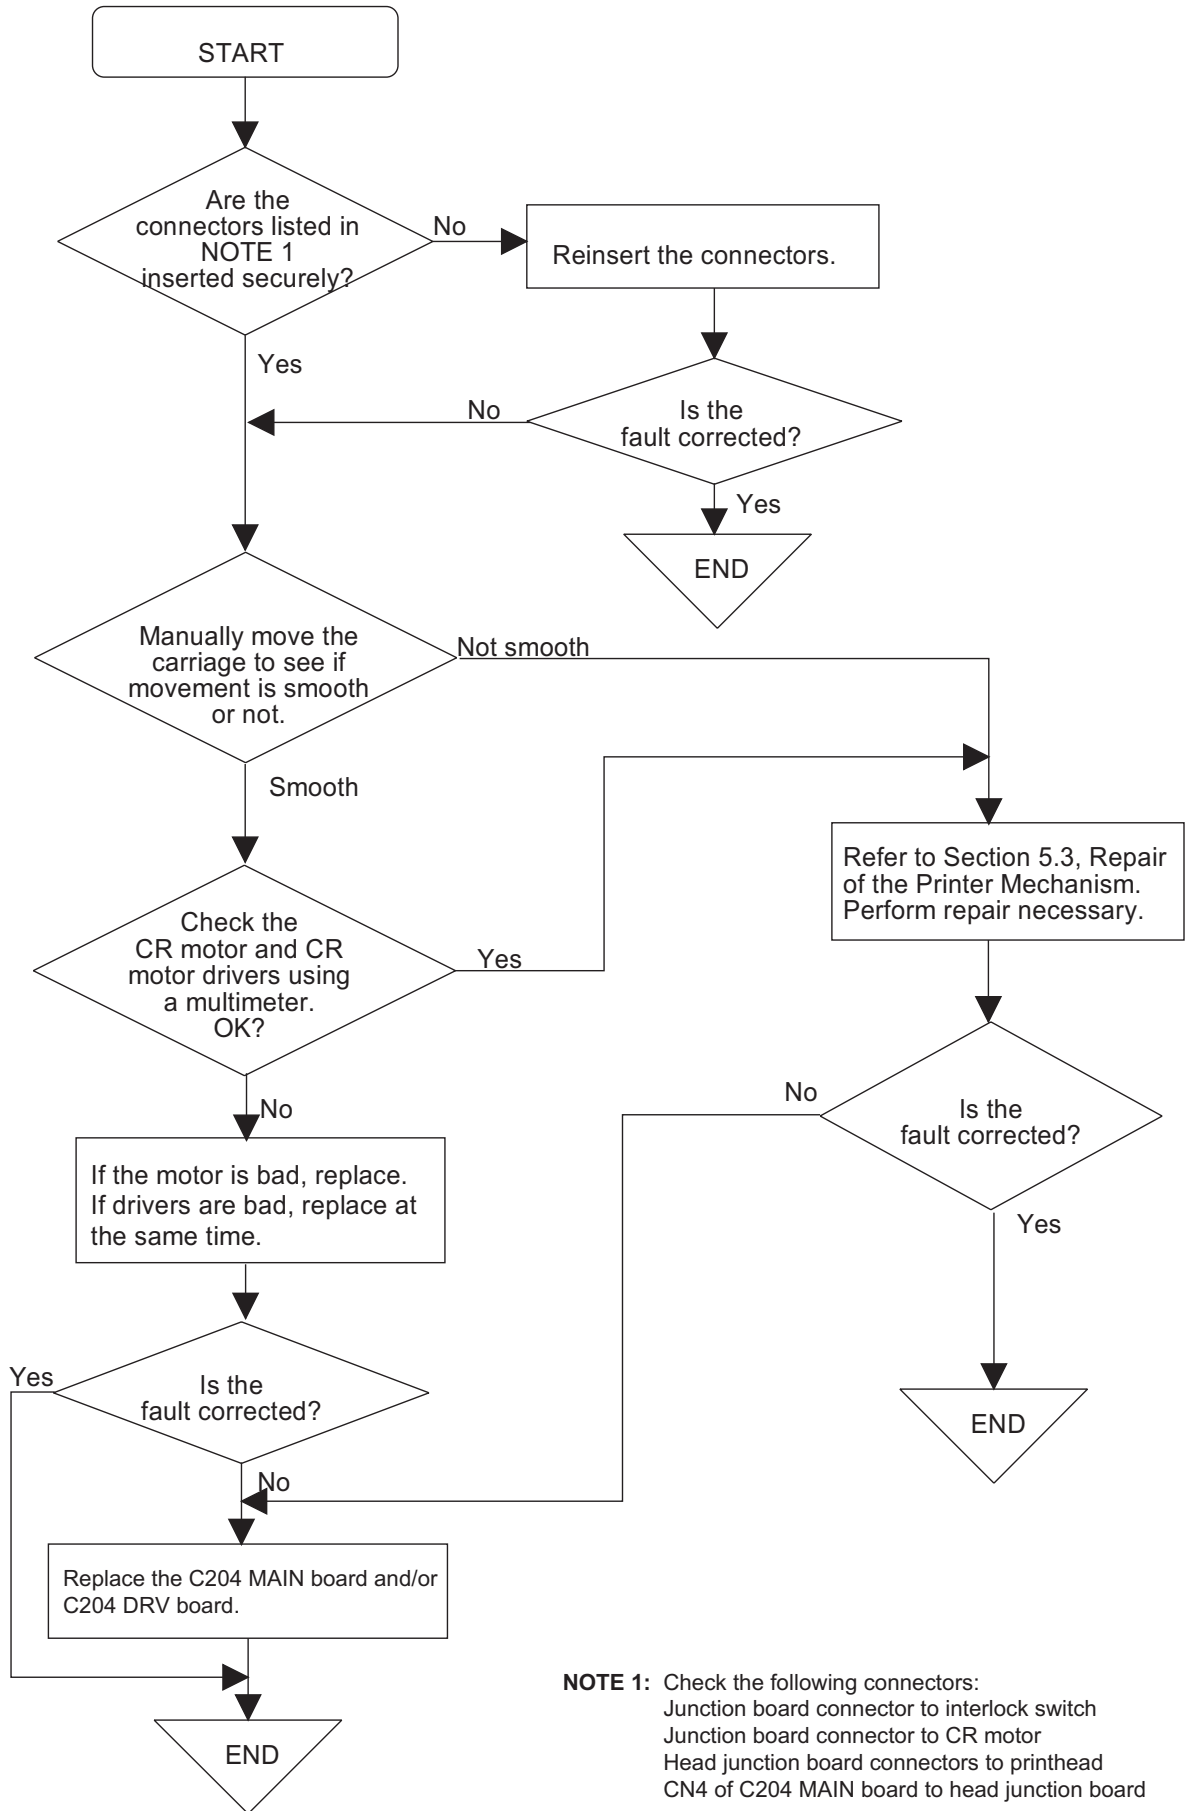 START
Are the
connectors listed in
NOTE 1
inserted securely?
No
Reinsert the connectors.
Yes
No
Is the
fault corrected?
Yes
END
Manually move the
carriage to see if
movement is smooth
or not.
Not smooth
Smooth
Refer to Section 5.3, Repair
of the Printer Mechanism.
Perform repair necessary.
Check the
CR motor and CR
motor drivers using
a multimeter.
OK?
Yes
No
No
Is the
fault corrected?
Yes
END
If the motor is bad, replace.
If drivers are bad, replace at
the same time.
Yes
Is the
fault corrected?
No
Replace the C204 MAIN board and/or
C204 DRV board.
END
NOTE 1: Check the following connectors:
Junction board connector to interlock switch
Junction board connector to CR motor
Head junction board connectors to printhead
CN4 of C204 MAIN board to head junction board